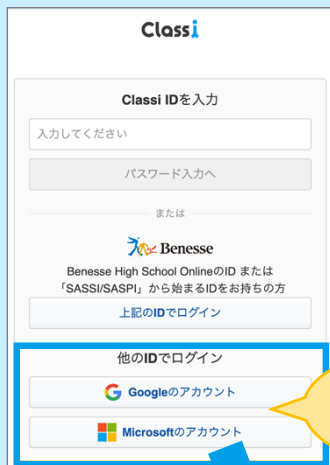 Classi
Classi IDを入力
入力してください
パスワード入力へ
または
Benesse
Benesse High School OnlineのID または
「SASSI/SASPI」から始まるIDをお持ちの方
上記のIDでログイン
他のIDでログイン
Googleのアカウント
Microsoftのアカウント